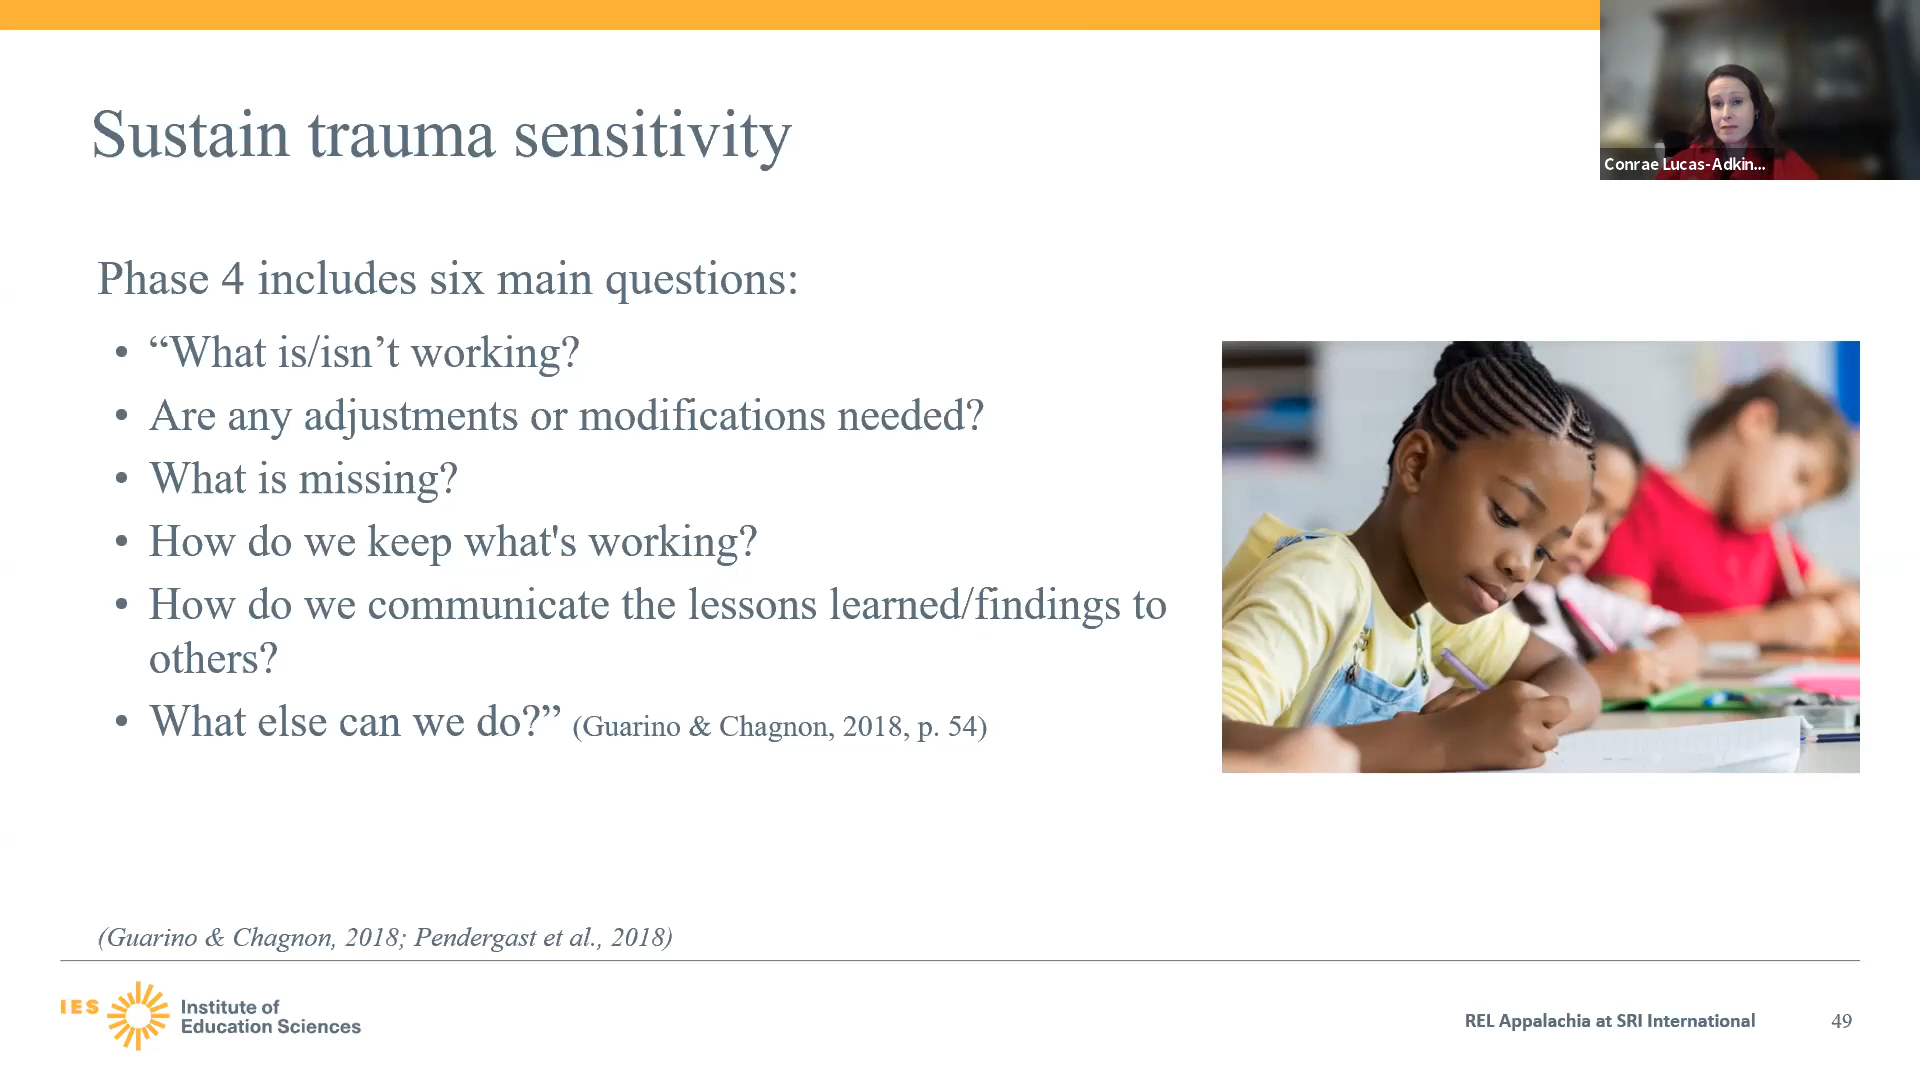 Conrae Lucas-Adkin...
Sustain trauma sensitivity
Phase 4 includes six main questions:
• “What is/isn’t working?
• Are any adjustments or modifications needed?
• What is missing?
• How do we keep what's working?
• How do we communicate the lessons learned/findings to
others?
• What else can we do?” (Guarino & Chagnon, 2018, p. 54)
(Guarino & Chagnon, 2018; Pendergast et al., 2018)
IES
Institute of
Education Sciences
REL Appalachia at SRI International
49